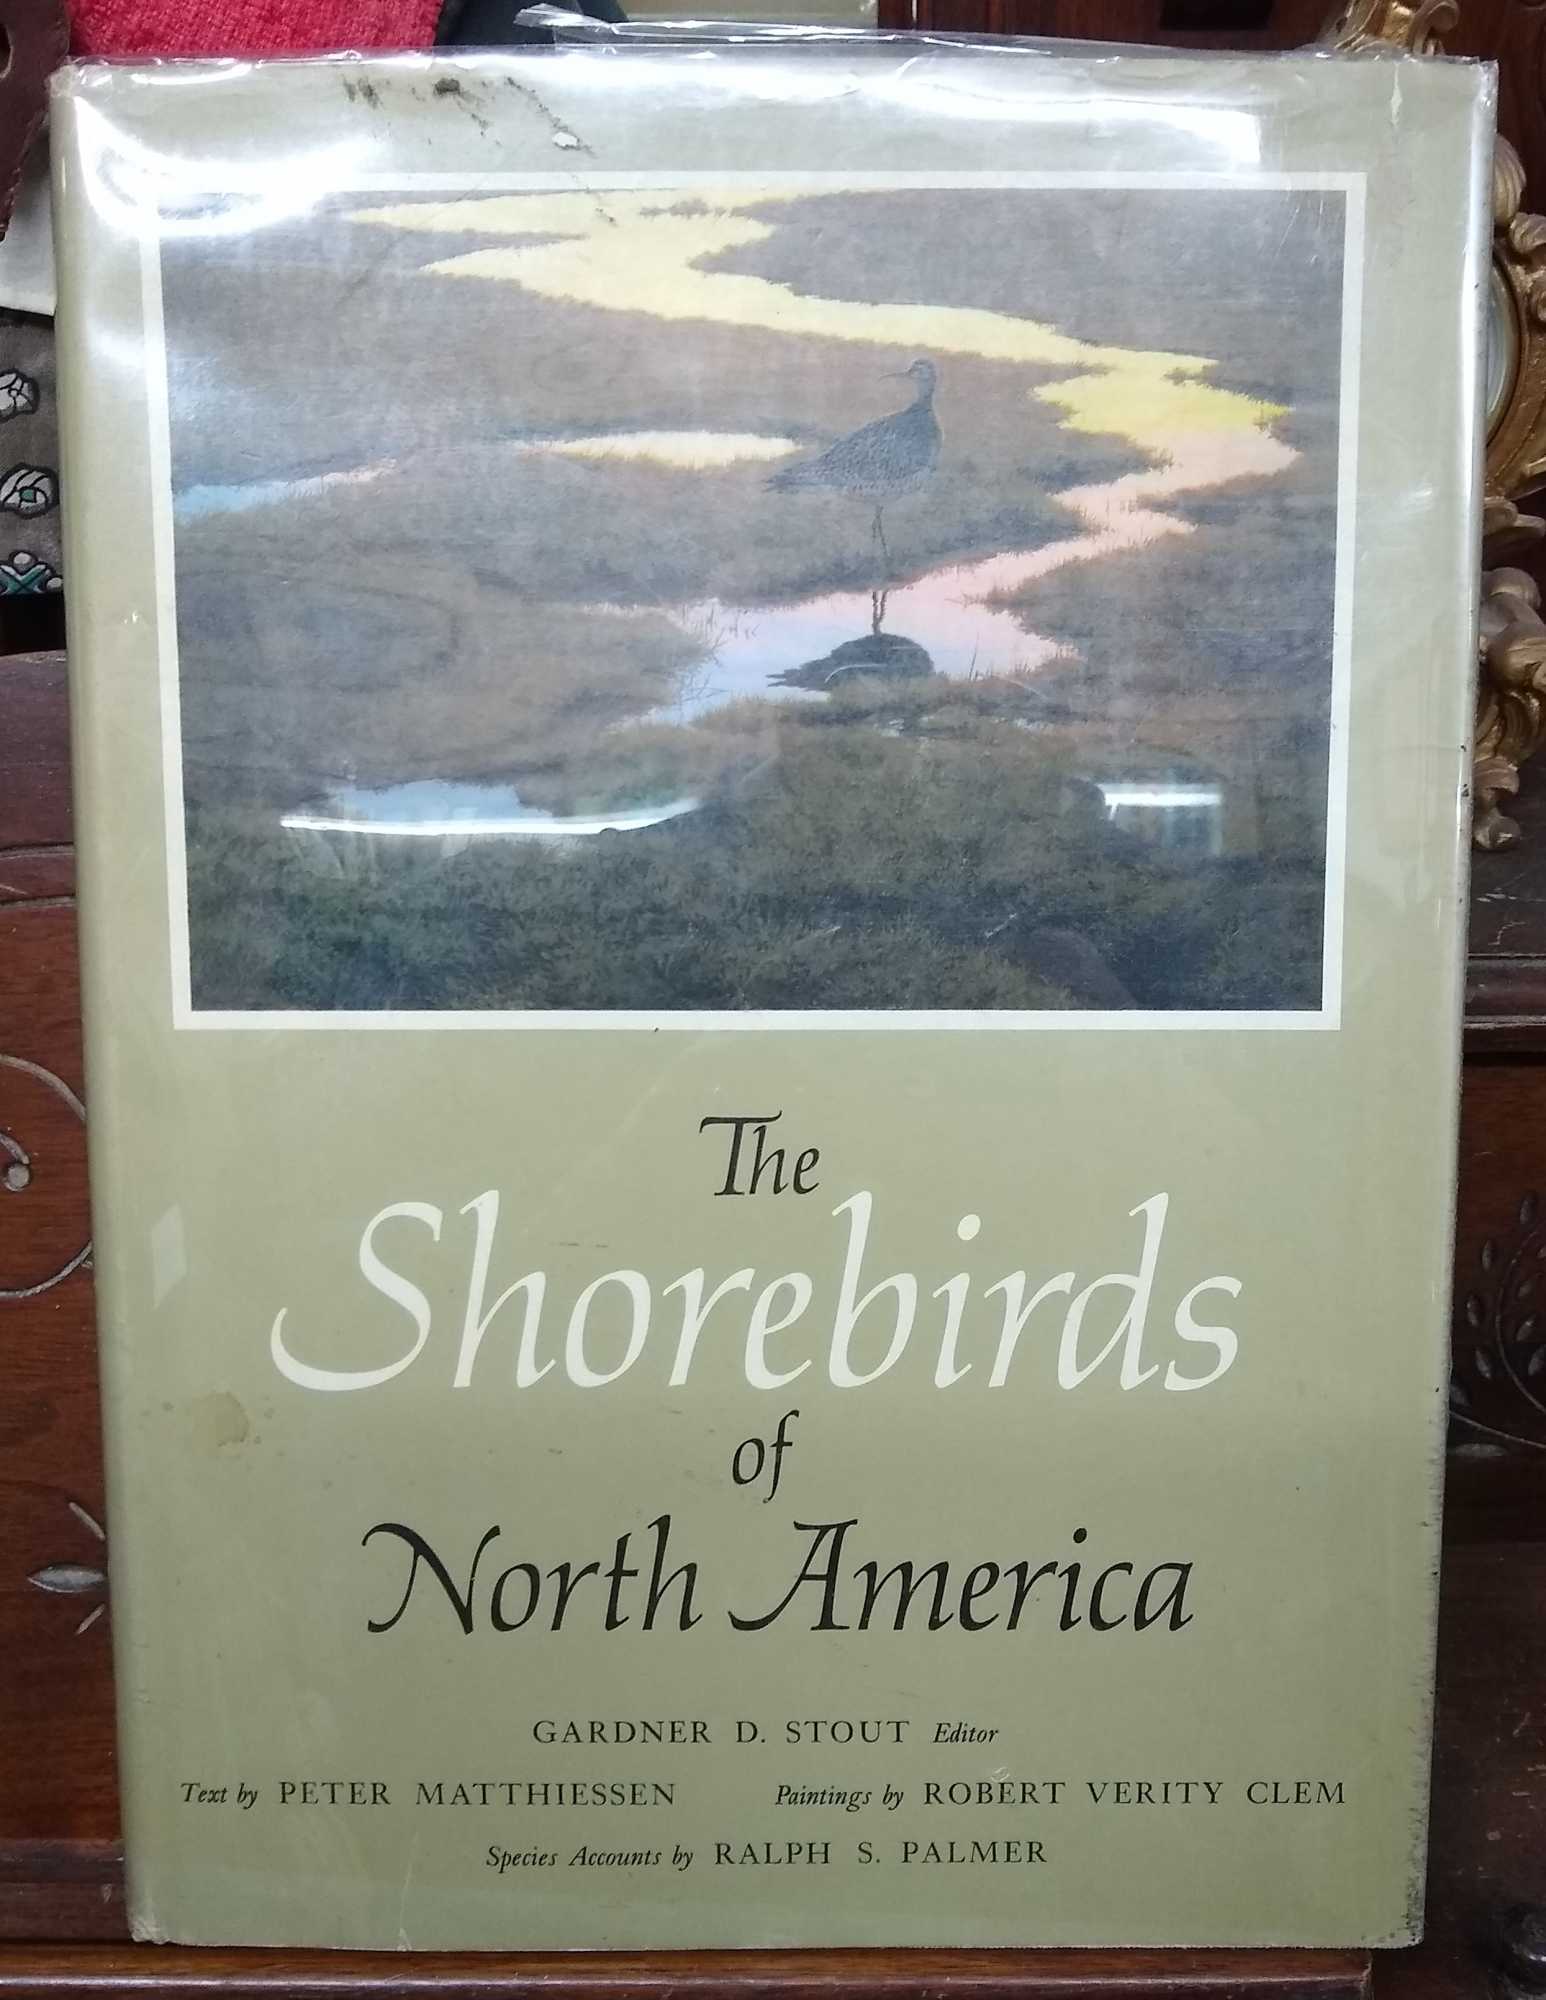 The
Shorebirds
of
North America
GARDNER D. STOUT Editor
Text by PETER MATTHIESSEN Paintings by ROBERT VERITY CLEM
Species Accounts by RALPH S. PALMER